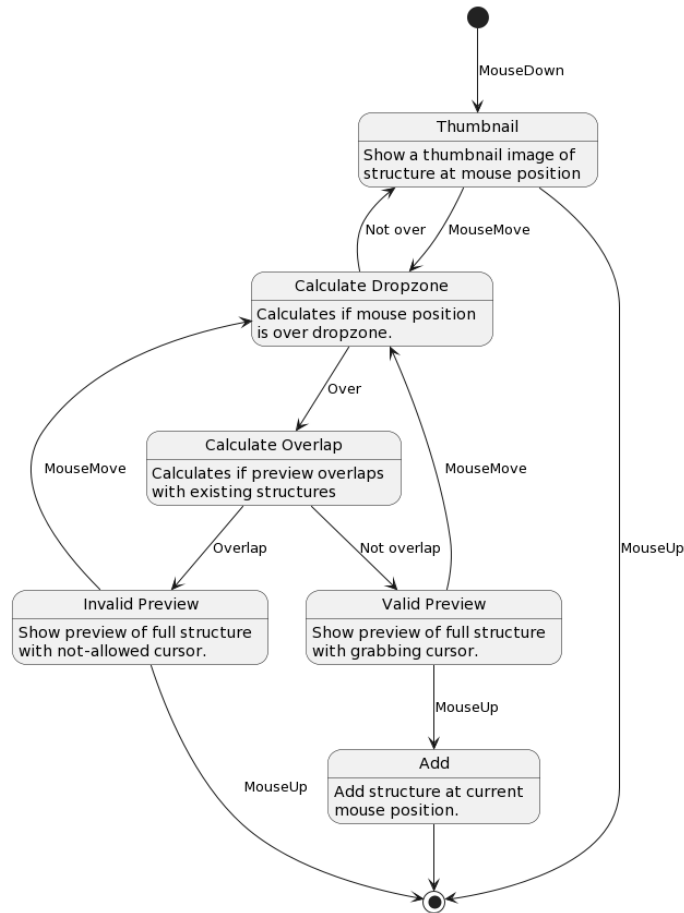 MouseDown
Thumbnail
Show a thumbnail image of
structure at mouse position
Not over
MouseMove
Calculate Dropzone
Calculates if mouse position
is over dropzone.
Over
Calculate Overlap
Calculates if preview overlaps
with existing structures
MouseMove
MouseMove
Overlap
Not overlap
MouseUp
Invalid Preview
Show preview of full structure
with not-allowed cursor.
Valid Preview
Show preview of full structure
with grabbing cursor.
MouseUp
Add
Add structure at current
mouse position.
MouseUp